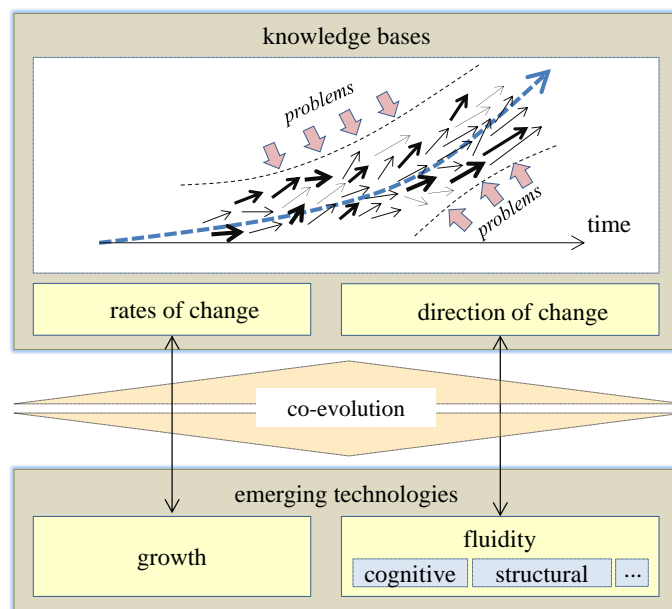 knowledge bases
problems
problems
time
rates of change
direction of change
co-evolution
emerging technologies
growth
fluidity
cognitive
structural
...